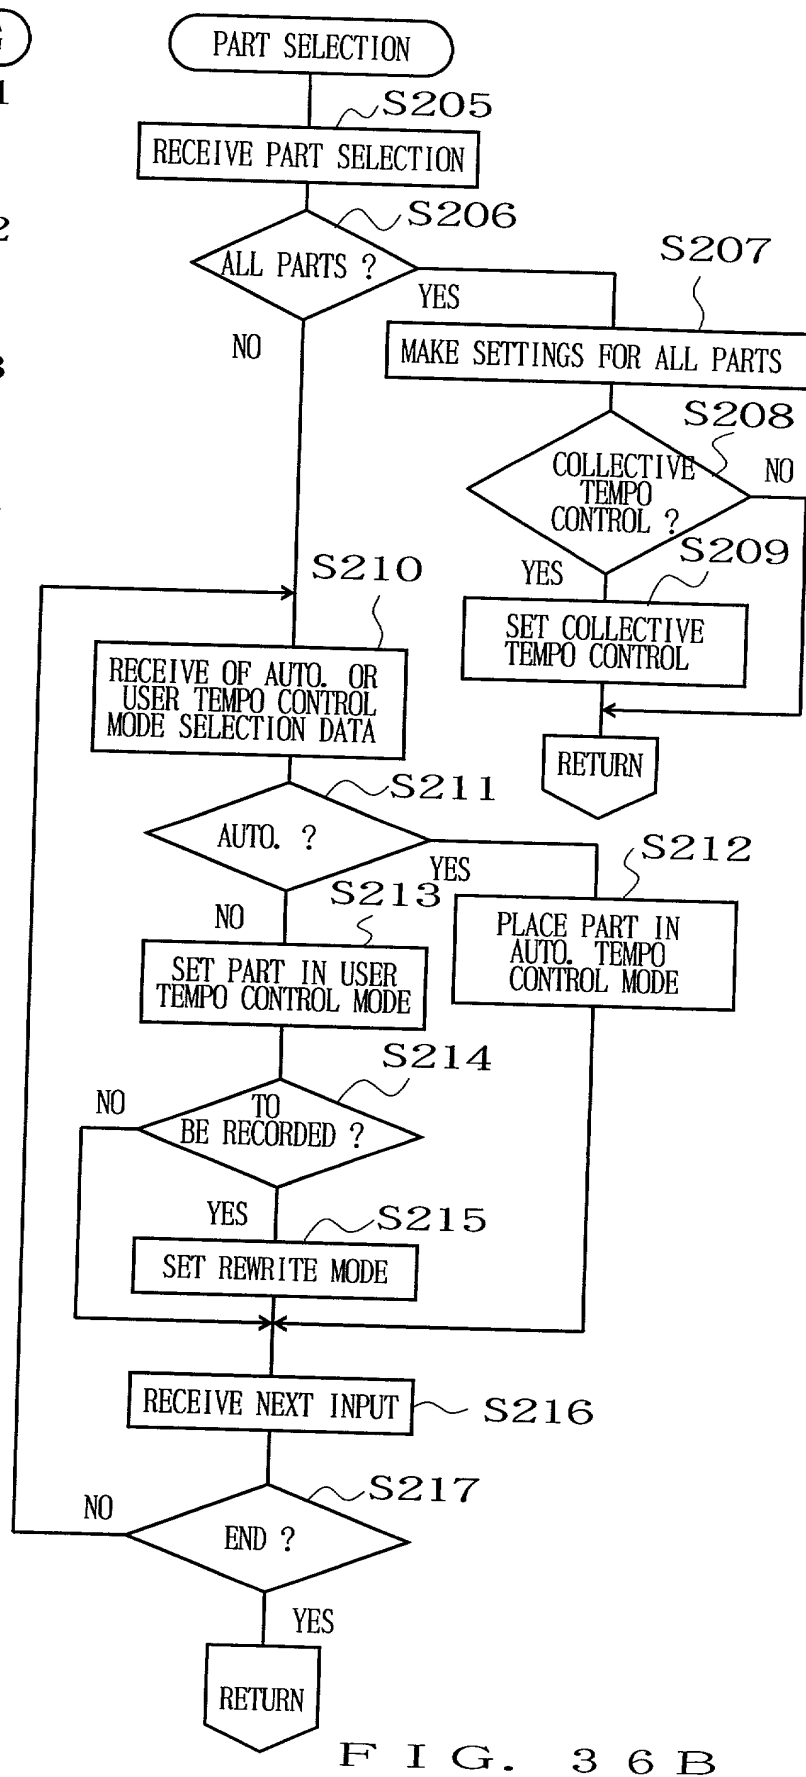 G
PART SELECTION
1
S205
RECEIVE PART SELECTION
S206
2
ALL PARTS ?
S207
YES
NO
MAKE SETTINGS FOR ALL PARTS
3
S208
COLLECTIVE
TEMPO
CONTROL ?
NO
S209
YES
S210
SET COLLECTIVE
TEMPO CONTROL
RECEIVE OF AUTO. OR
USER TEMPO CONTROL
MODE SELECTION DATA
RETURN
S211
AUTO. ?
YES
S212
NO
S213
PLACE PART IN
AUTO. TEMPO
CONTROL MODE
SET PART IN USER
TEMPO CONTROL MODE
S214
NO
TO
BE RECORDED ?
YES
S215
SET REWRITE MODE
RECEIVE NEXT INPUT
S216
S217
NO
END ?
YES
RETURN
FIG. 36B